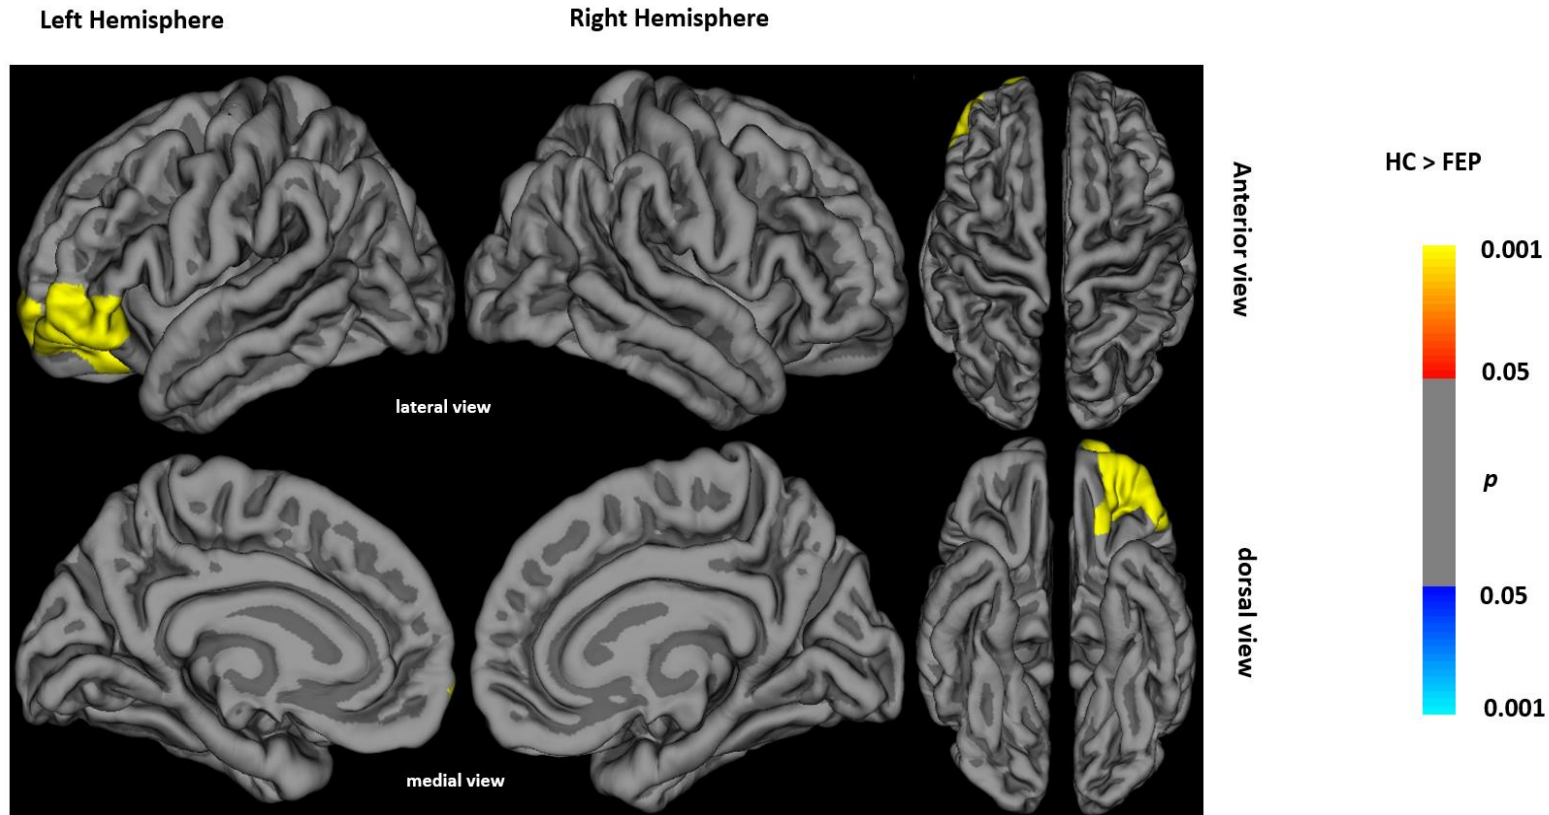 Left Hemisphere
Right Hemisphere
lateral view
medial view
Anterior view
dorsal view
HC > FEP
0.001
0.05
p
0.05
0.001